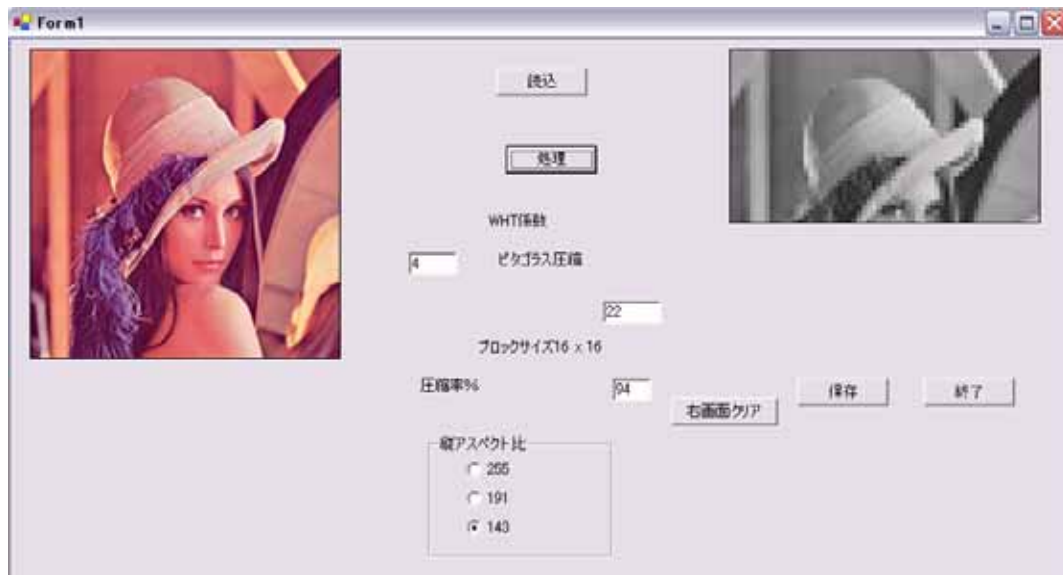 Form1
読込
処理
WHT係数
4
ピタゴラス圧縮
22
ブロックサイズ16 x 16
圧縮率%
94
右画面クリア
保存
終了
縦アスペクト比
255
191
143